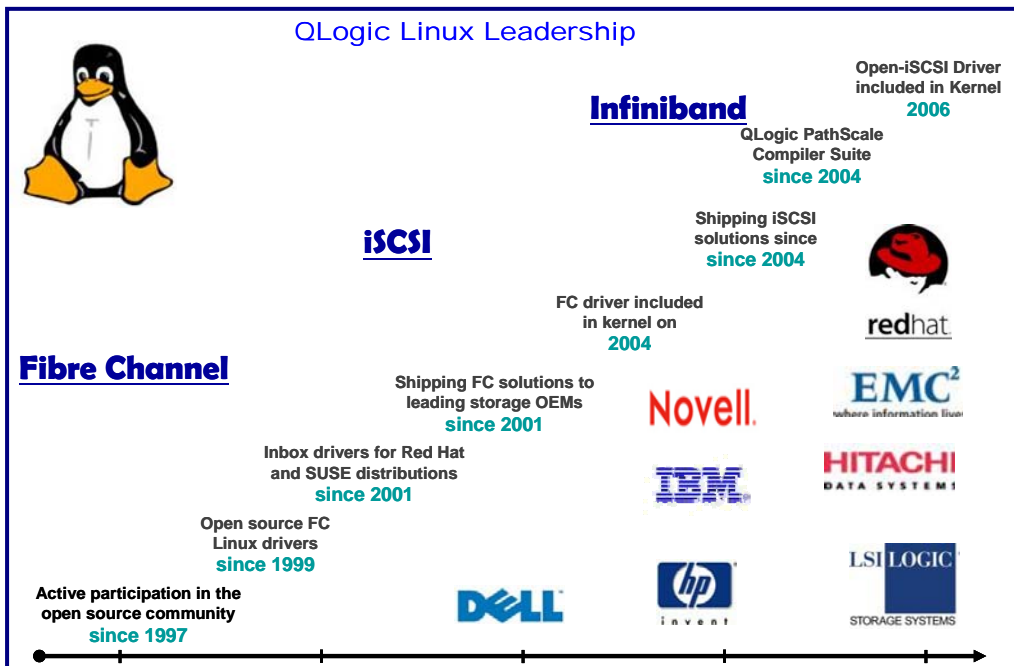 QLogic Linux Leadership
Open-iSCSI Driver
included in Kernel
2006
Infiniband
QLogic PathScale
Compiler Suite
since 2004
Shipping iSCSI
solutions since
since 2004
iSCSI
FC driver included
in kernel on
2004
redhat.
Fibre Channel
Shipping FC solutions to
leading storage OEMs
since 2001
Novell.
EMC²
where information lives
Inbox drivers for Red Hat
and SUSE distributions
since 2001
IBM
HITACHI
DATA SYSTEMS
Open source FC
Linux drivers
since 1999
Active participation in the
open source community
since 1997
DELL
hp
invent
LSI LOGIC
STORAGE SYSTEMS